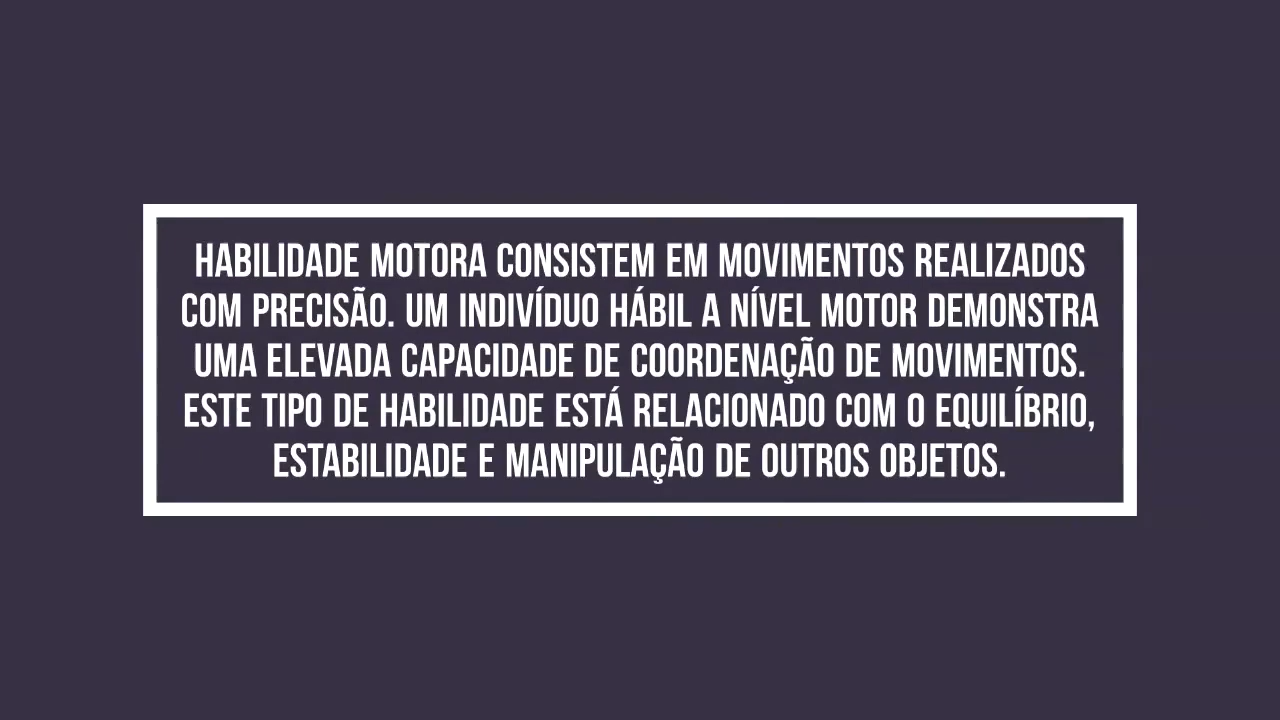 HABILIDADE MOTORA CONSISTEM EM MOVIMENTOS REALIZADOS
COM PRECISÃO. UM INDIVÍDUO HÁBIL A NÍVEL MOTOR DEMONSTRA
UMA ELEVADA CAPACIDADE DE COORDENAÇÃO DE MOVIMENTOS.
ESTE TIPO DE HABILIDADE ESTÁ RELACIONADO COM O EQUILÍBRIO,
ESTABILIDADE E MANIPULAÇÃO DE OUTROS OBJETOS.